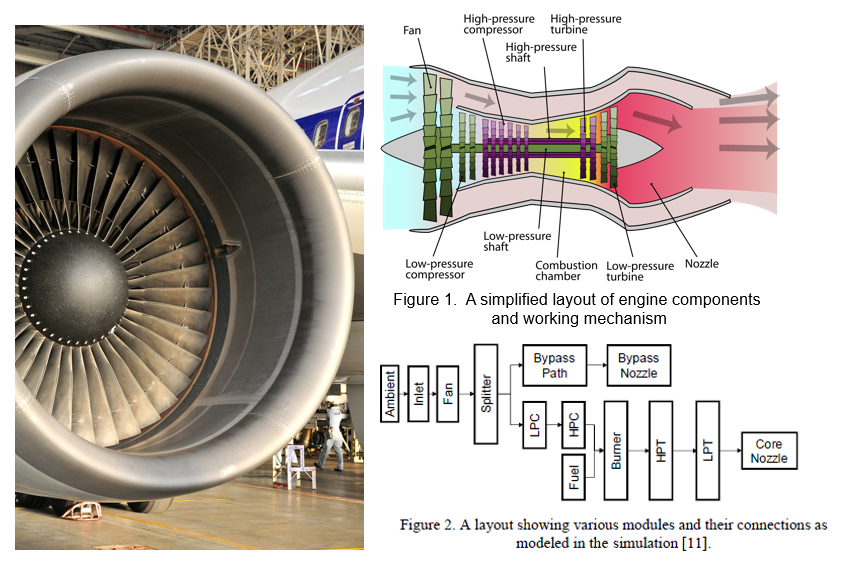 Fan
High-pressure
compressor
High-pressure
turbine
High-pressure
shaft
Low-pressure
shaft
Low-pressure
compressor
Combustion
chamber
Low-pressure
turbine
Nozzle
Figure 1.  A simplified layout of engine components
and working mechanism
Ambient
Inlet
Fan
Splitter
Bypass
Path
Bypass
Nozzle
LPC
HPC
Fuel
Burner
HPT
LPT
Core
Nozzle
Figure 2. A layout showing various modules and their connections as
modeled in the simulation [11].